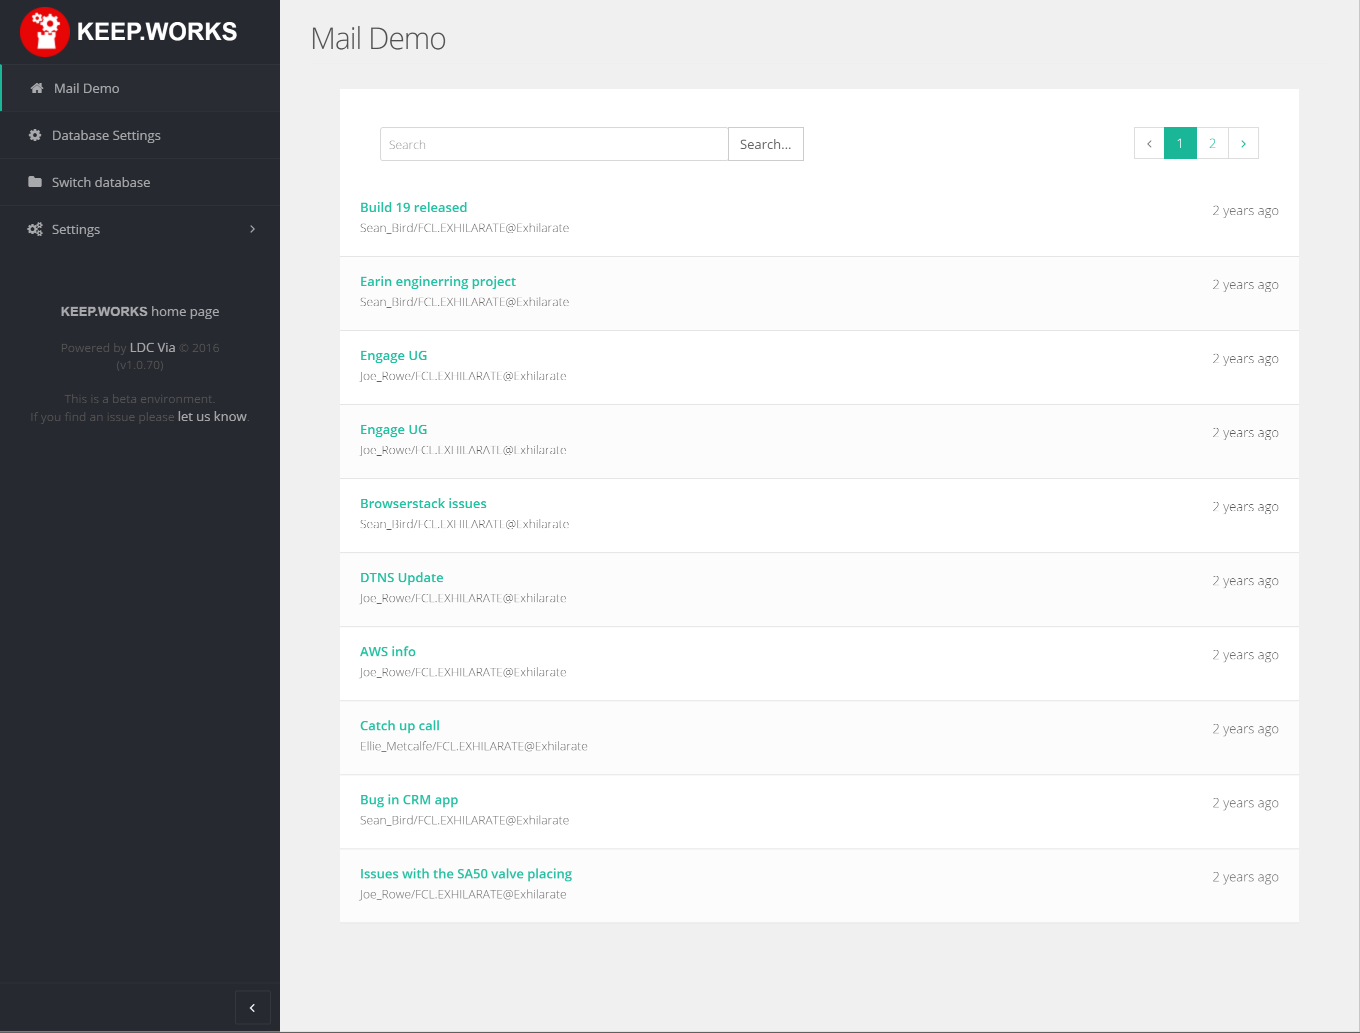 KEEP.WORKS
Mail Demo
Database Settings
Switch database
Settings
KEEP.WORKS home page
Powered by LDC Via © 2016
(v1.0.70)
This is a beta environment.
If you find an issue please let us know.
Mail Demo
Search
Search...
1
2
Build 19 released
2 years ago
Sean_Bird/FCL.EXHILARATE@Exhilarate
Earin enginerring project
2 years ago
Sean_Bird/FCL.EXHILARATE@Exhilarate
Engage UG
2 years ago
Joe_Rowe/FCL.EXHILARATE@Exhilarate
Engage UG
2 years ago
Joe_Rowe/FCL.EXHILARATE@Exhilarate
Browserstack issues
2 years ago
Sean_Bird/FCL.EXHILARATE@Exhilarate
DTNS Update
2 years ago
Joe_Rowe/FCL.EXHILARATE@Exhilarate
AWS info
2 years ago
Joe_Rowe/FCL.EXHILARATE@Exhilarate
Catch up call
2 years ago
Ellie_Metcalfe/FCL.EXHILARATE@Exhilarate
Bug in CRM app
2 years ago
Sean_Bird/FCL.EXHILARATE@Exhilarate
Issues with the SA50 valve placing
2 years ago
Joe_Rowe/FCL.EXHILARATE@Exhilarate